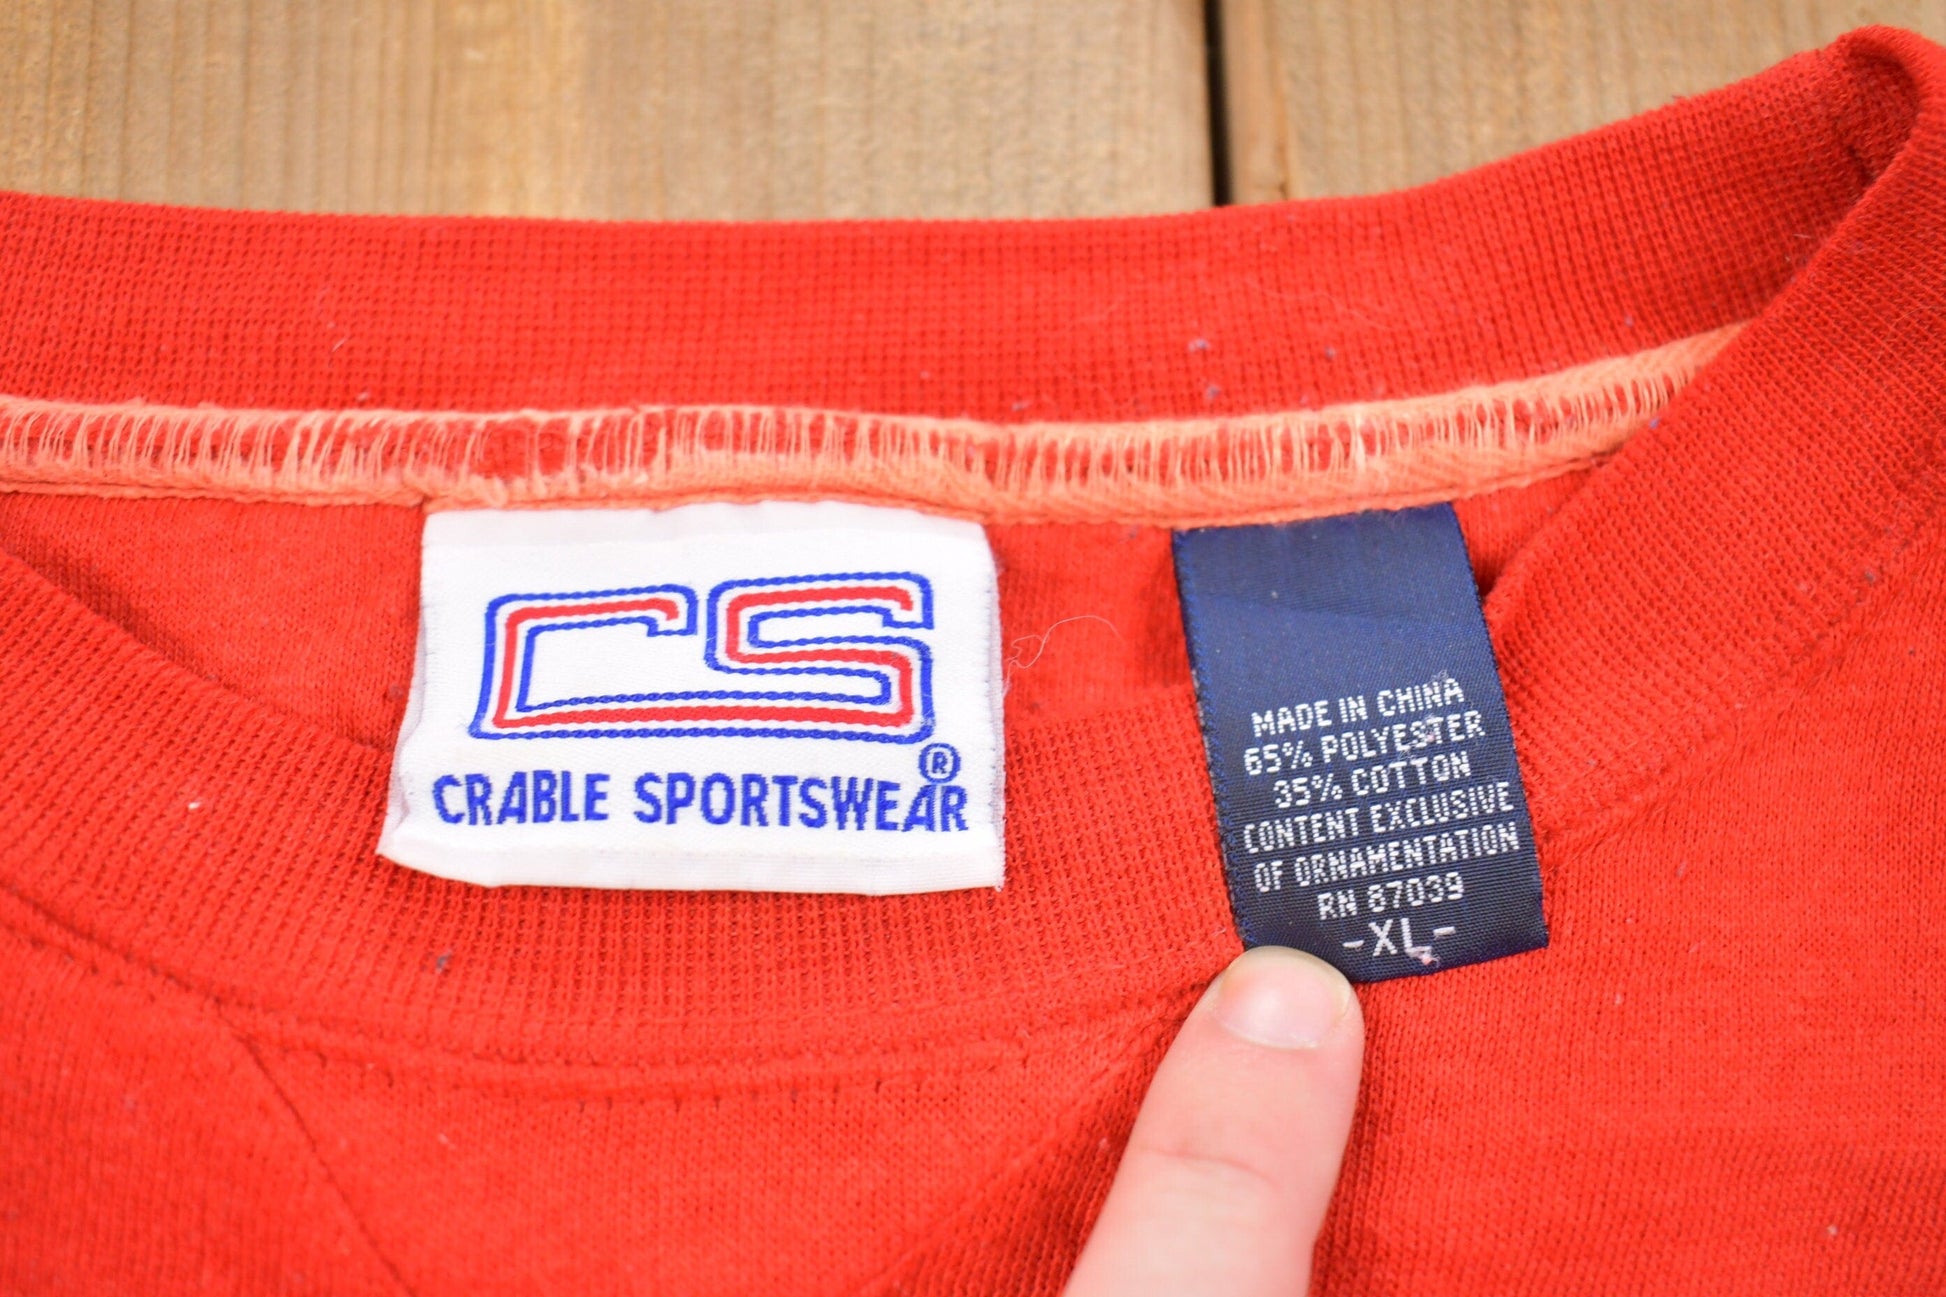 CS
®
CRABLE SPORTSWEAR
MADE IN CHINA
65% POLYESTER
35% COTTON
CONTENT EXCLUSIVE
OF ORNAMENTATION
RN 87039
-XL-